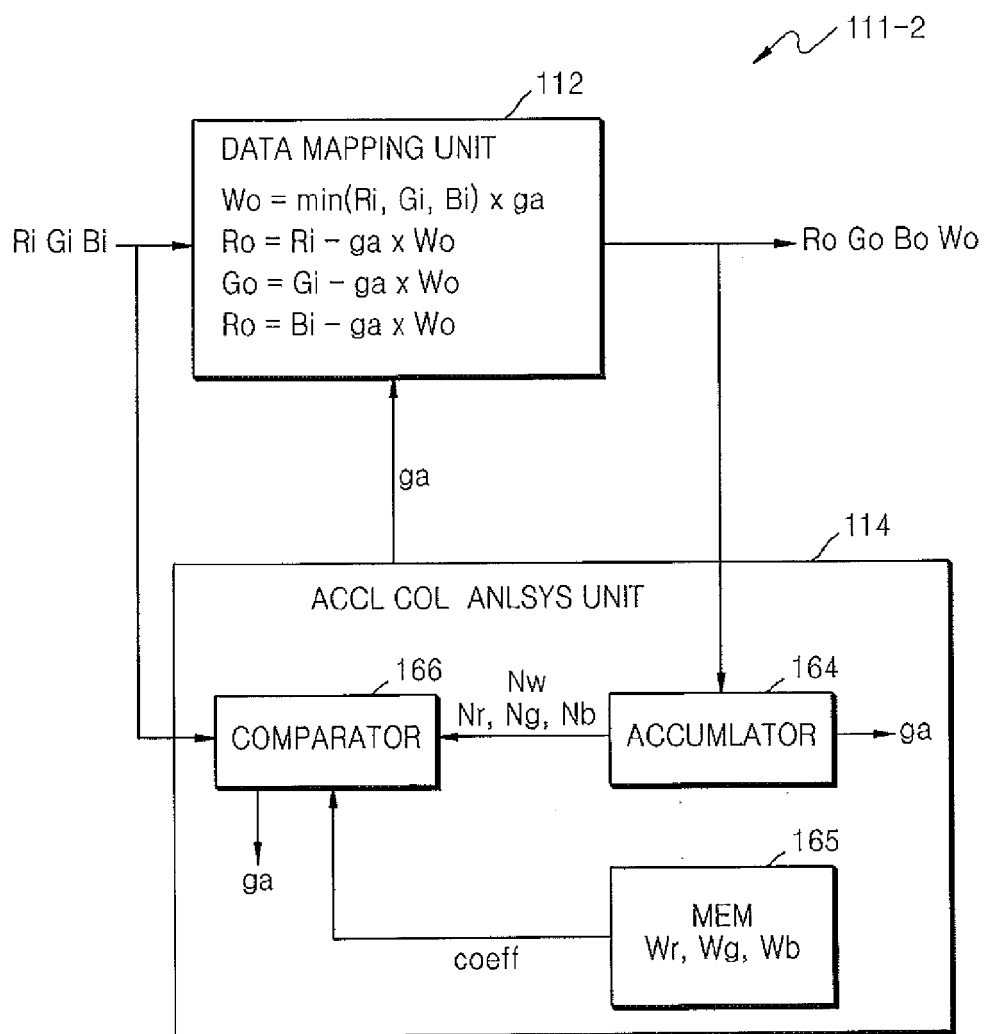 111-2
112
DATA MAPPING UNIT
Wo = min(Ri, Gi, Bi) x ga
Ro = Ri – ga x Wo
Go = Gi – ga x Wo
Ro = Bi – ga x Wo
Ri Gi Bi
Ro Go Bo Wo
ga
114
ACCL COL ANLSYS UNIT
166
COMPARATOR
Nw
Nr, Ng, Nb
164
ACCUMLATOR
ga
ga
165
MEM
Wr, Wg, Wb
coeff